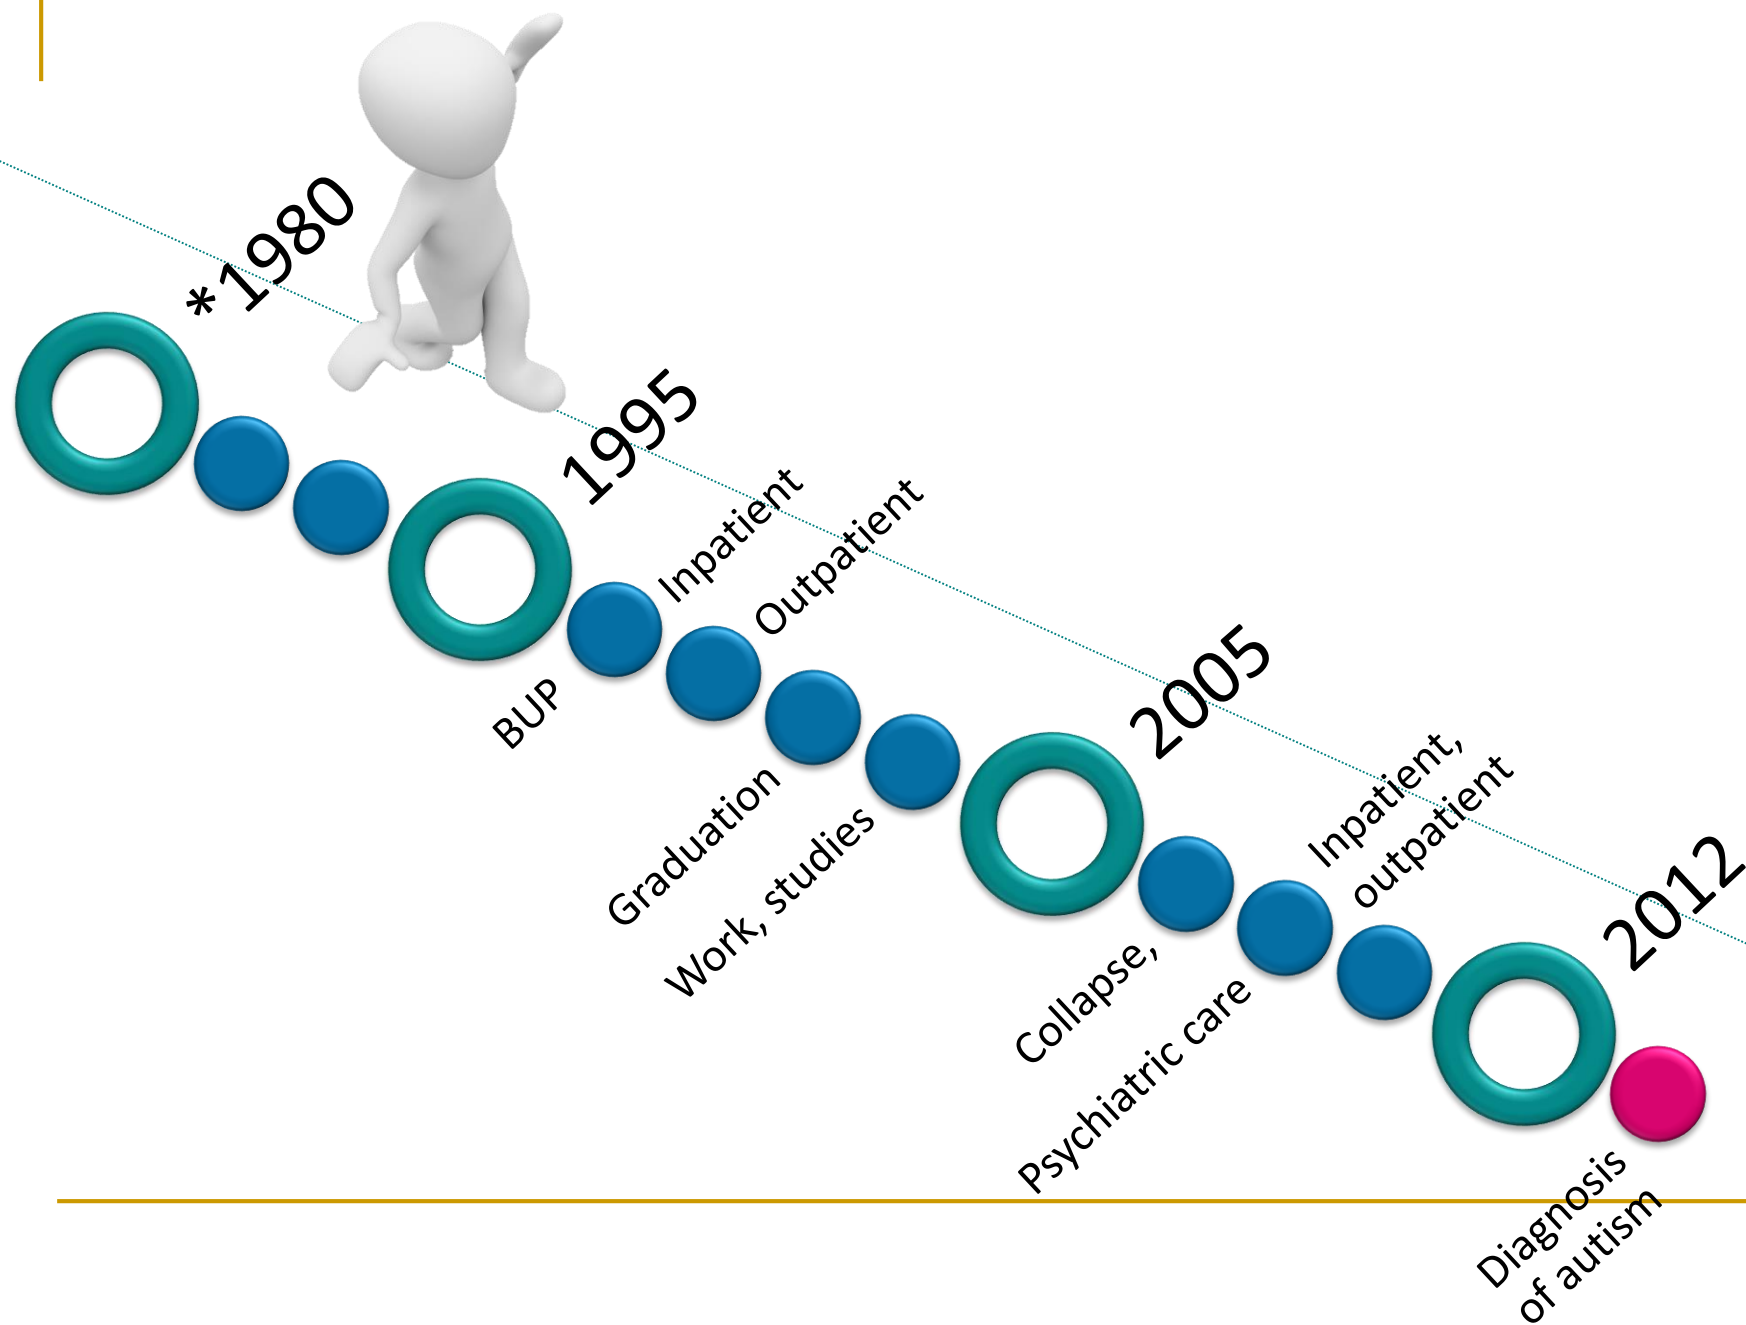 *1980
1995
Inpatient
Outpatient
BUP
Graduation
Work, studies
2005
Inpatient,
outpatient
Collapse,
Psychiatric care
2012
Diagnosis
of autism